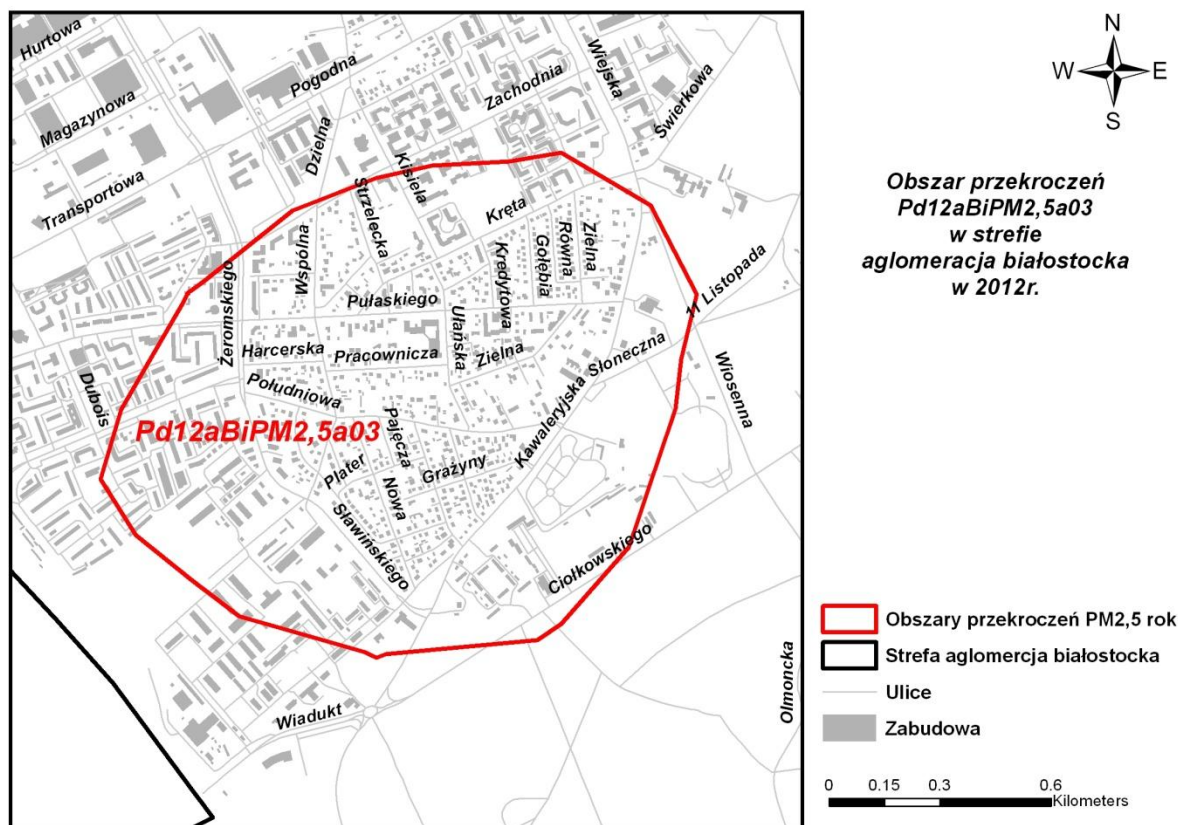 Hurtowa
Magazynowa
Transportowa
Pogodna
Dzielna
Kisiela
Zachodnia
Wiejska
Świerkowa
Strzelecka
Kręta
Wspólna
Żeromskiego
Pułaskiego
Kredytowa
Gołębia
Równa
Zielna
11 Listopada
Harcerska
Pracownicza
Ułańska
Zielna
Słoneczna
Wiosenna
Dubois
Południowa
Pajęcza
Kawaleryjska
Pd12aBiPM2,5a03
Plater
Grażyny
Nowa
Sławińskiego
Ciołkowskiego
Wiadukt
Olmoncka
N
W E
S
Obszar przekroczeń
Pd12aBiPM2,5a03
w strefie
aglomeracja białostocka
w 2012r.
Obszary przekroczeń PM2,5 rok
Strefa aglomercja białostocka
Ulice
Zabudowa
0 0.15 0.3 0.6
Kilometers